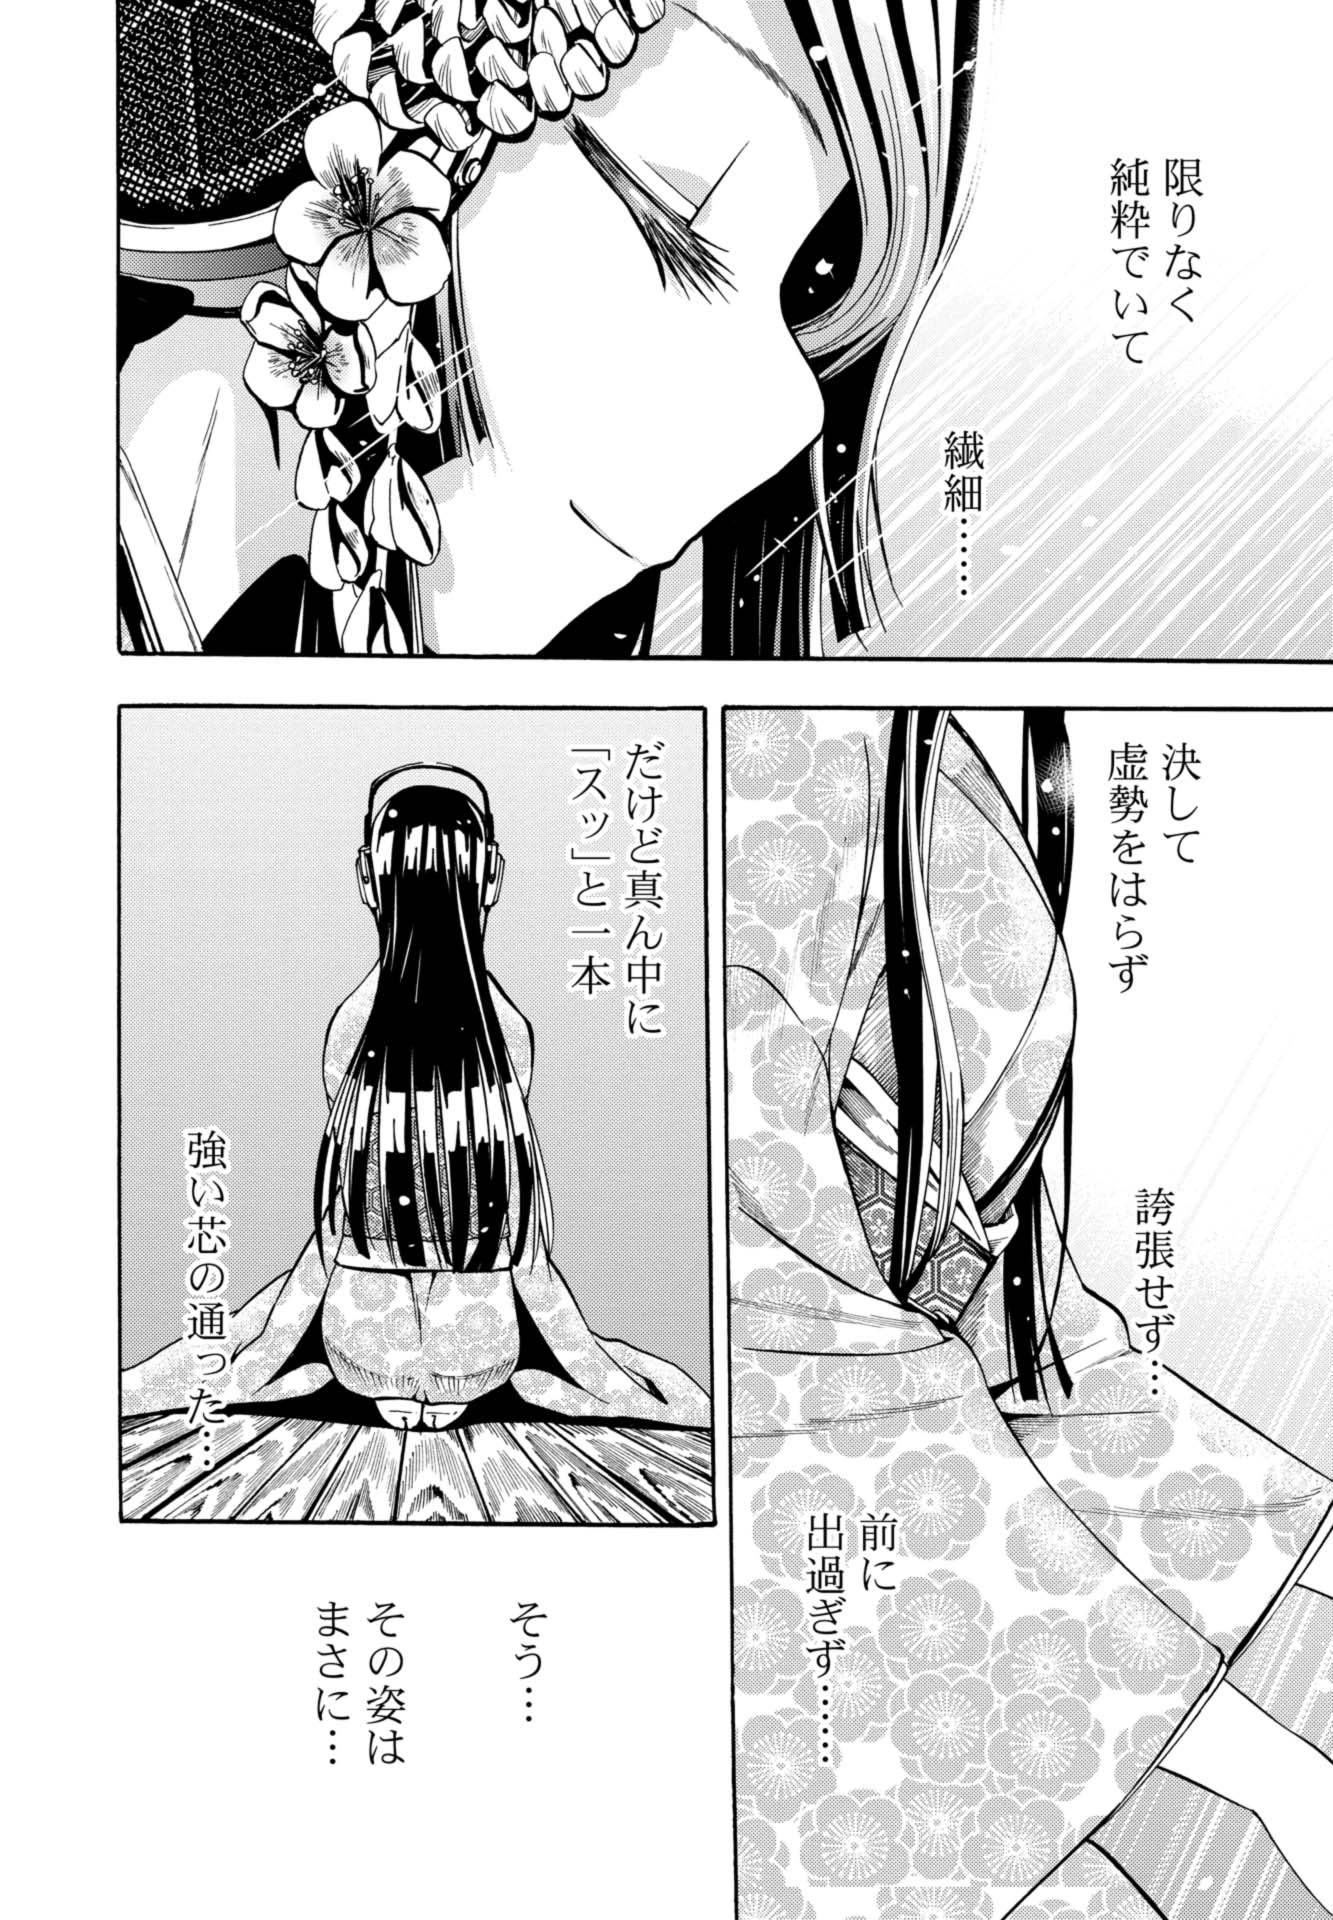 限りなく
純粋でいて
繊細……
決して
虚勢をはらず
誇張せず…
前に
出過ぎず……
だけど真ん中に
「スッ」と一本
強い芯の通った…
そう…
その姿は
まさに…